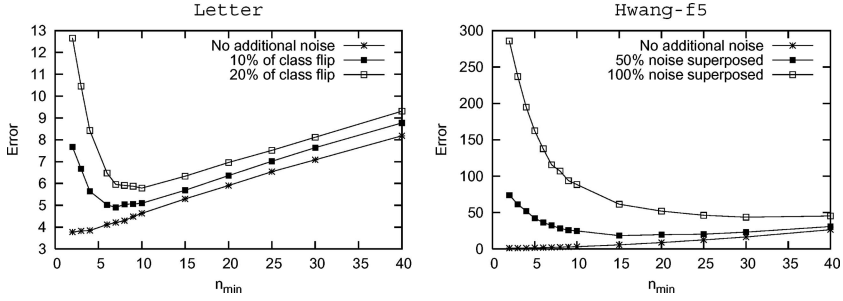 Letter
13
12
11
10
9
8
7
6
5
4
3
Error
No additional noise
10% of class flip
20% of class flip
0 5 10 15 20 25 30 35 40
n_min
Hwang-f5
300
250
200
150
100
50
0
Error
No additional noise
50% noise superposed
100% noise superposed
0 5 10 15 20 25 30 35 40
n_min